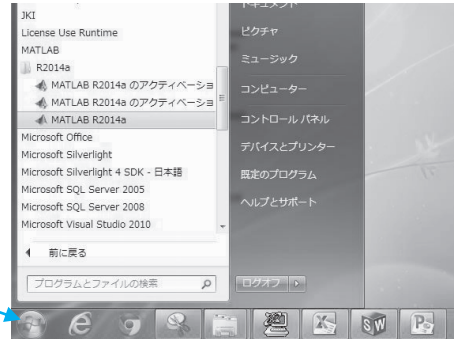 JKI
License Use Runtime
MATLAB
R2014a
MATLAB R2014a のアクティベーショ
MATLAB R2014a のアクティベーショ
MATLAB R2014a
Microsoft Office
Microsoft Silverlight
Microsoft Silverlight 4 SDK - 日本語
Microsoft SQL Server 2005
Microsoft SQL Server 2008
Microsoft Visual Studio 2010
前に戻る
プログラムとファイルの検索
ドキュメント
ピクチャ
ミュージック
コンピューター
コントロール パネル
デバイスとプリンター
既定のプログラム
ヘルプとサポート
ログオフ
SW